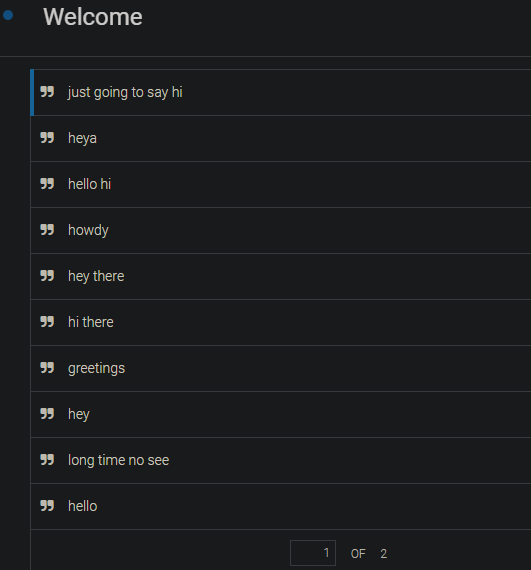 Welcome
just going to say hi
heya
hello hi
howdy
hey there
hi there
greetings
hey
long time no see
hello
1 OF 2